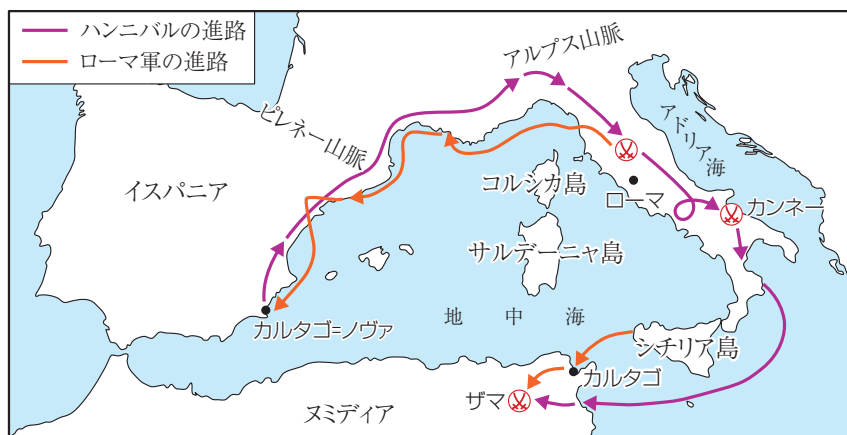 ハンニバルの進路
ローマ軍の進路
アルプス山脈
ピレネー山脈
アドリア海
イスパニア
コルシカ島
ローマ
カンネー
サルデーニャ島
カルタゴ=ノヴァ
地中海
シチリア島
カルタゴ
ザマ
ヌミディア